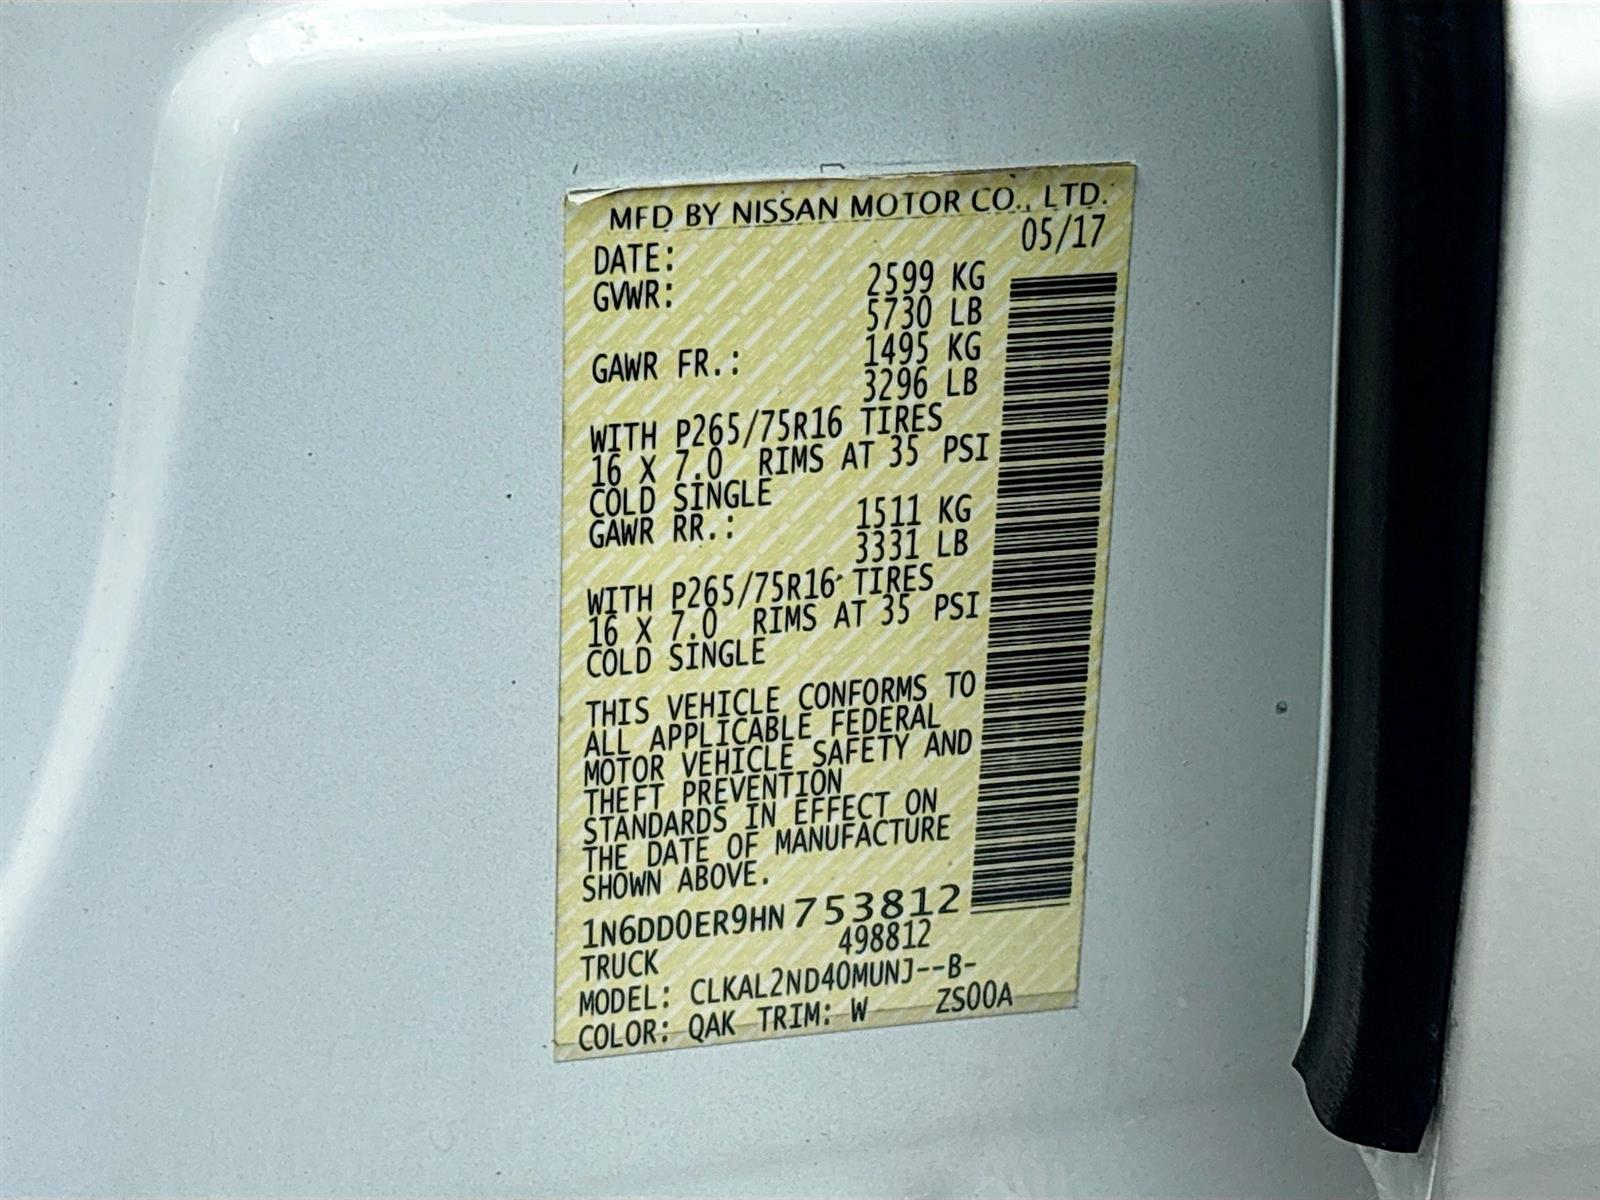 MFD BY NISSAN MOTOR CO., LTD.
DATE: 05/17
GVWR: 2599 KG
5730 LB
GAWR FR.: 1495 KG
3296 LB
WITH P265/75R16 TIRES
16 X 7.0 RIMS AT 35 PSI
COLD SINGLE
GAWR RR.: 1511 KG
3331 LB
WITH P265/75R16 TIRES
16 X 7.0 RIMS AT 35 PSI
COLD SINGLE
THIS VEHICLE CONFORMS TO
ALL APPLICABLE FEDERAL
MOTOR VEHICLE SAFETY AND
THEFT PREVENTION
STANDARDS IN EFFECT ON
THE DATE OF MANUFACTURE
SHOWN ABOVE.
1N6DD0ER9HN753812
498812
TRUCK
MODEL: CLKAL2ND40MUNJ--B-
COLOR: QAK TRIM: W ZS00A